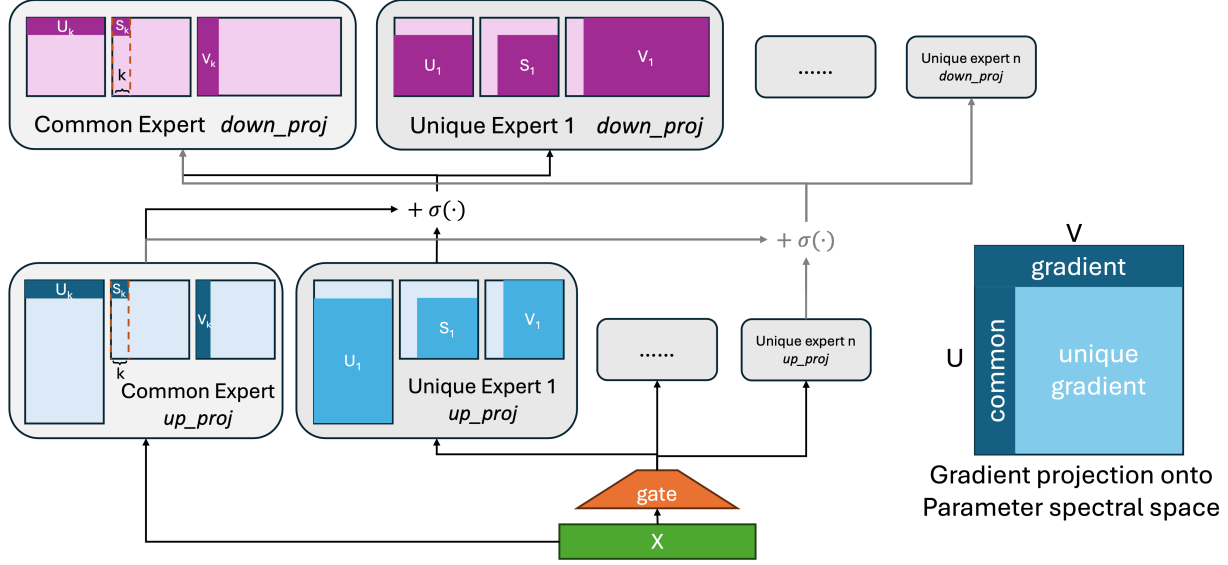 U_k
S_k
V_k
k
Common Expert down_proj
U_1
S_1
V_1
Unique Expert 1 down_proj
......
Unique expert n
down_proj
+ σ(·)
+ σ(·)
U_k
S_k
V_k
k
Common Expert
up_proj
U_1
S_1
V_1
Unique Expert 1
up_proj
......
Unique expert n
up_proj
gate
X
V
gradient
U
common
unique
gradient
Gradient projection onto
Parameter spectral space